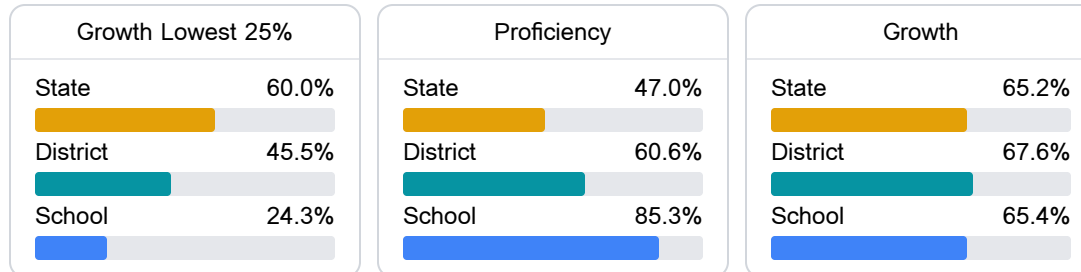 Growth Lowest 25%
State 60.0%
District 45.5%
School 24.3%
Proficiency
State 47.0%
District 60.6%
School 85.3%
Growth
State 65.2%
District 67.6%
School 65.4%